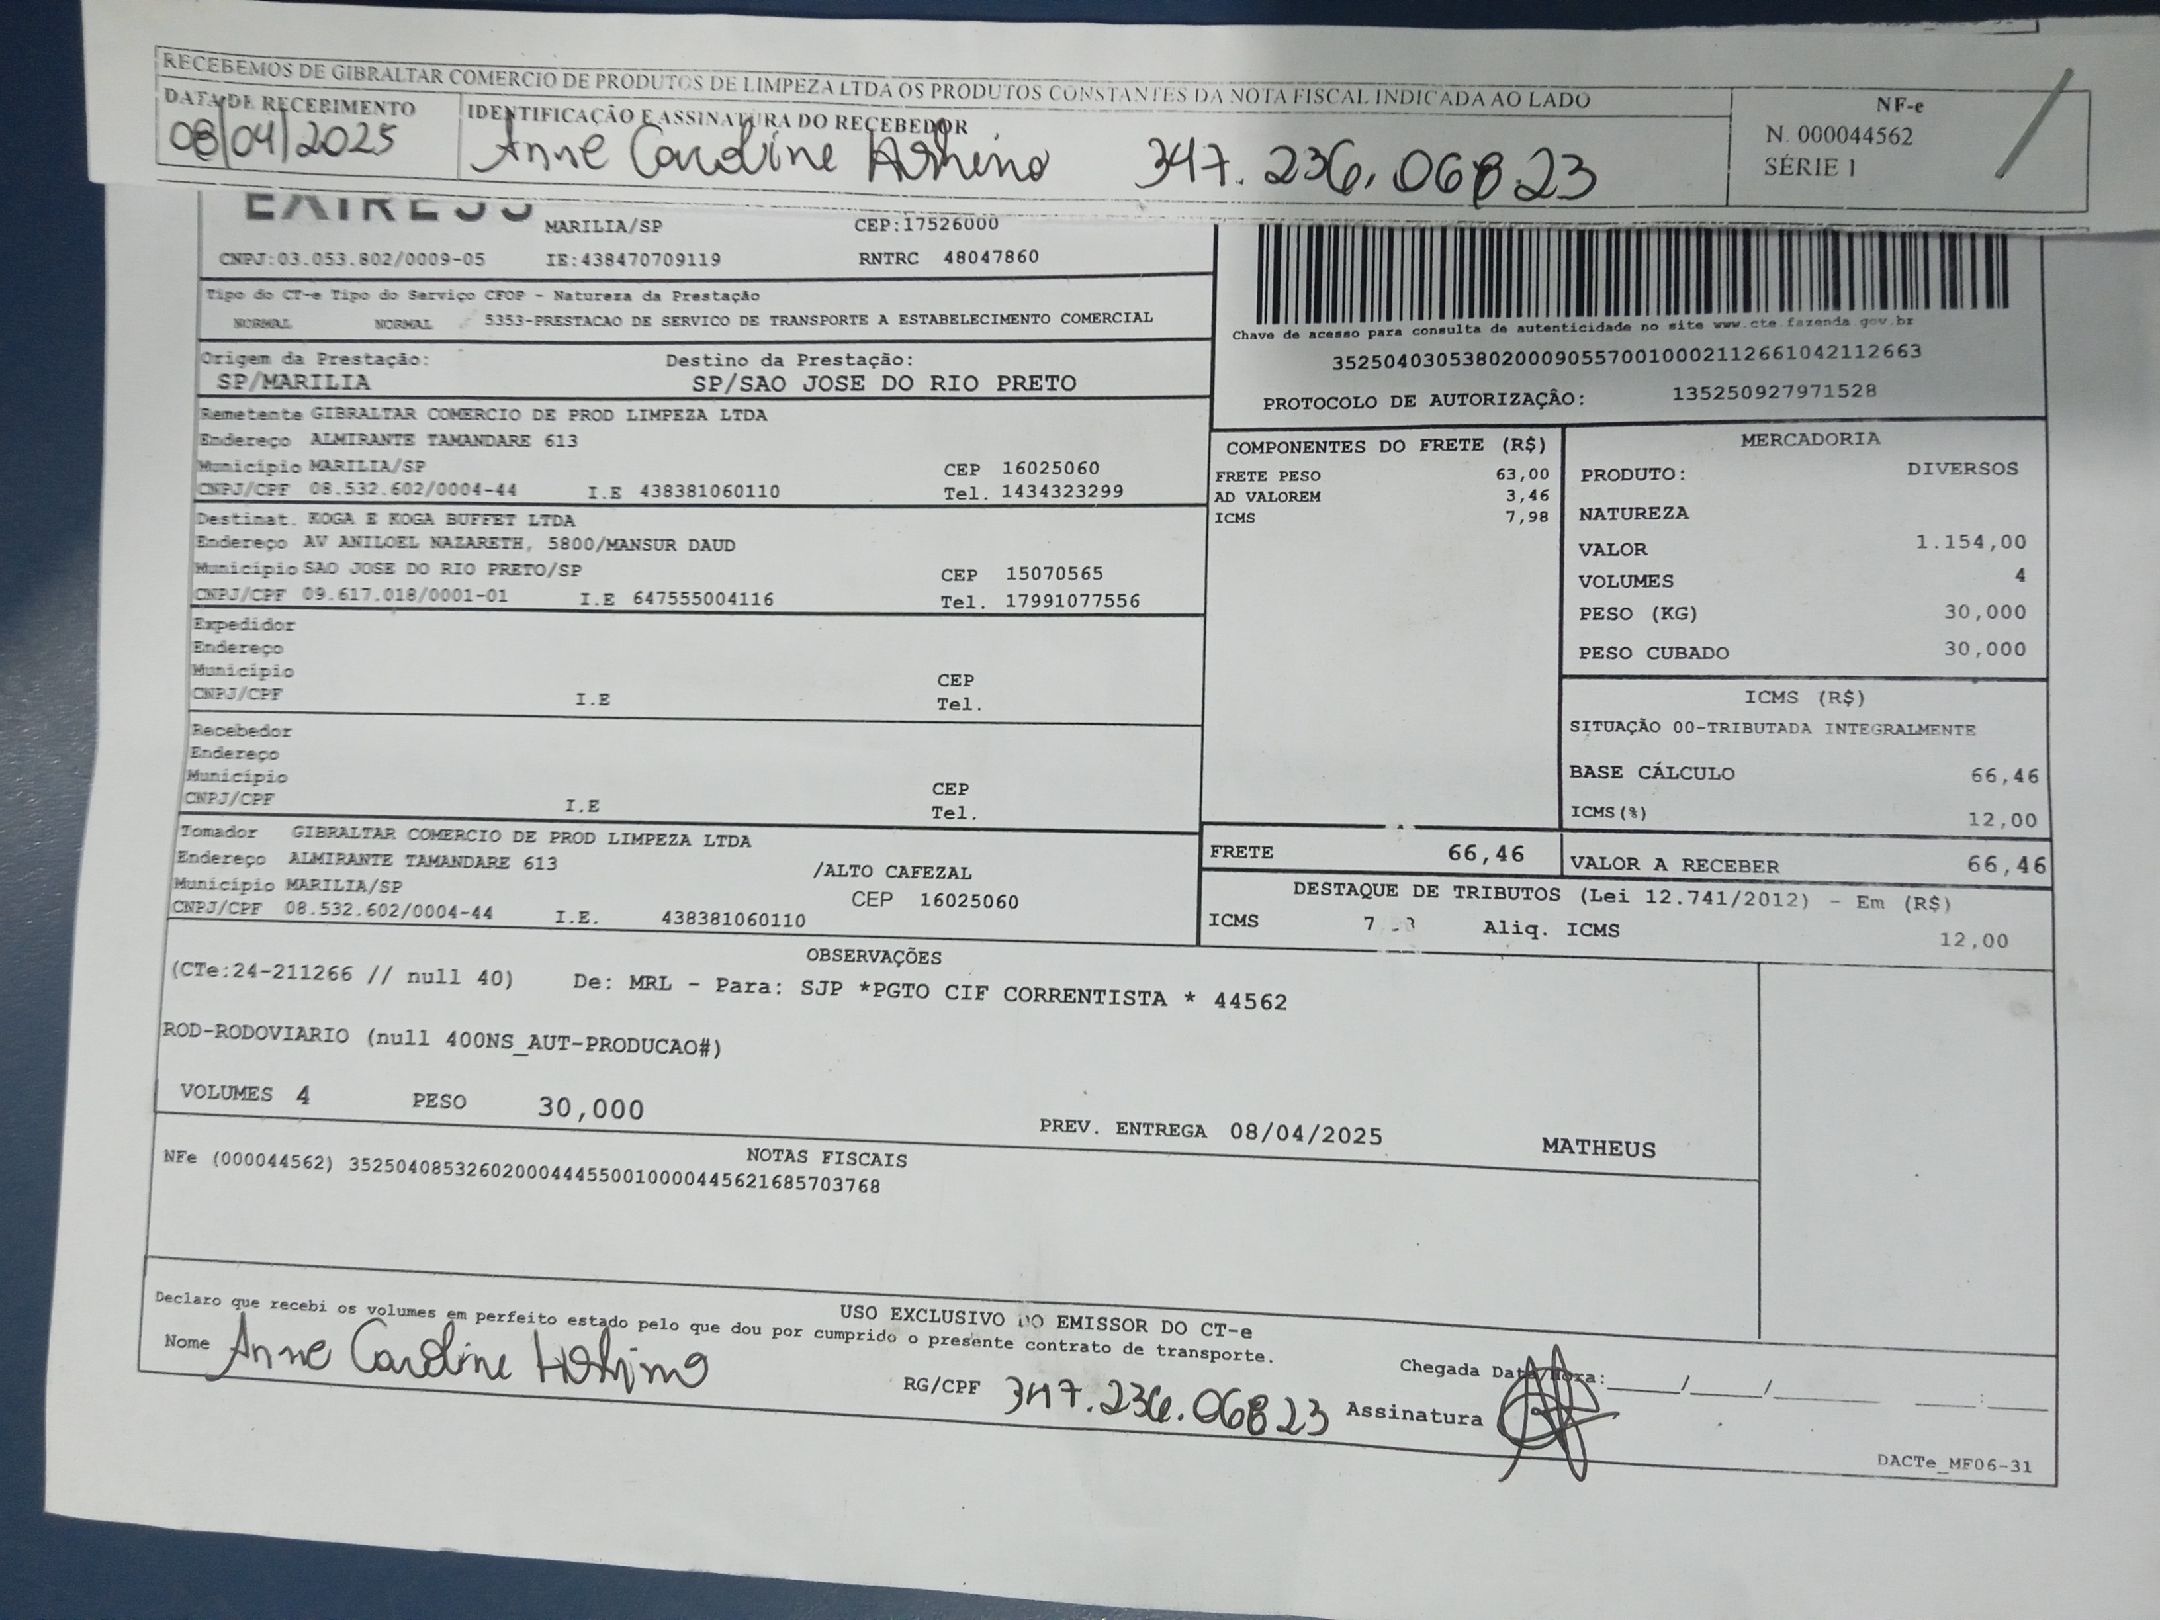 RECEBEMOS DE GIBRALTAR COMERCIO DE PRODUTOS DE LIMPEZA LTDA OS PRODUTOS CONSTANTES DA NOTA FISCAL INDICADA AO LADO
DATA DE RECEBIMENTO
08/04/2025
IDENTIFICAÇÃO E ASSINATURA DO RECEBEDOR
Anne Caroline 347.236.068 23
NF-e
N. 000044562
SÉRIE 1
MARILIA/SP CEP:17526000
CNPJ:03.053.802/0009-05 IE:438470709119 RNTRC 48047860
Tipo do CT-e Tipo do Serviço CFOP - Natureza da Prestação
NORMAL NORMAL 5353-PRESTACAO DE SERVICO DE TRANSPORTE A ESTABELECIMENTO COMERCIAL
Origem da Prestação: Destino da Prestação:
SP/MARILIA SP/SAO JOSE DO RIO PRETO
Chave de acesso para consulta de autenticidade no site www.cte.fazenda.gov.br
35250403053802000905570010002112661042112663
PROTOCOLO DE AUTORIZAÇÃO: 135250927971528
Remetente GIBRALTAR COMERCIO DE PROD LIMPEZA LTDA
Endereço ALMIRANTE TAMANDARE 613
Município MARILIA/SP CEP 16025060
CNPJ/CPF 08.532.602/0004-44 I.E 438381060110 Tel. 1434323299
Destinat. KOGA E KOGA BUFFET LTDA
Endereço AV ANILOEL NAZARETH, 5800/MANSUR DAUD
Município SAO JOSE DO RIO PRETO/SP CEP 15070565
CNPJ/CPF 09.617.018/0001-01 I.E 647555004116 Tel. 17991077556
Expedidor
Endereço
Município CEP
CNPJ/CPF I.E Tel.
Recebedor
Endereço
Município CEP
CNPJ/CPF I.E Tel.
Tomador GIBRALTAR COMERCIO DE PROD LIMPEZA LTDA
Endereço ALMIRANTE TAMANDARE 613 /ALTO CAFEZAL
Município MARILIA/SP CEP 16025060
CNPJ/CPF 08.532.602/0004-44 I.E. 438381060110
COMPONENTES DO FRETE (R$)
FRETE PESO 63,00
AD VALOREM 3,46
ICMS 7,98
MERCADORIA
PRODUTO: DIVERSOS
NATUREZA
VALOR 1.154,00
VOLUMES 4
PESO (KG) 30,000
PESO CUBADO 30,000
ICMS (R$)
SITUAÇÃO 00-TRIBUTADA INTEGRALMENTE
BASE CÁLCULO 66,46
ICMS(%) 12,00
FRETE 66,46 VALOR A RECEBER 66,46
DESTAQUE DE TRIBUTOS (Lei 12.741/2012) - Em (R$)
ICMS Aliq. ICMS 12,00
OBSERVAÇÕES
(CTe:24-211266 // null 40) De: MRL - Para: SJP *PGTO CIF CORRENTISTA * 44562
ROD-RODOVIARIO (null 400NS_AUT-PRODUCAO#)
VOLUMES 4 PESO 30,000 PREV. ENTREGA 08/04/2025 MATHEUS
NOTAS FISCAIS
NFe (000044562) 35250408532602000444550010000445621685703768
USO EXCLUSIVO DO EMISSOR DO CT-e
Declaro que recebi os volumes em perfeito estado pelo que dou por cumprido o presente contrato de transporte.
Nome Anne Caroline RG/CPF 347.236.068 23 Assinatura
Chegada Data/Hora:____/____/______ ____:____
DACTe_MF06-31